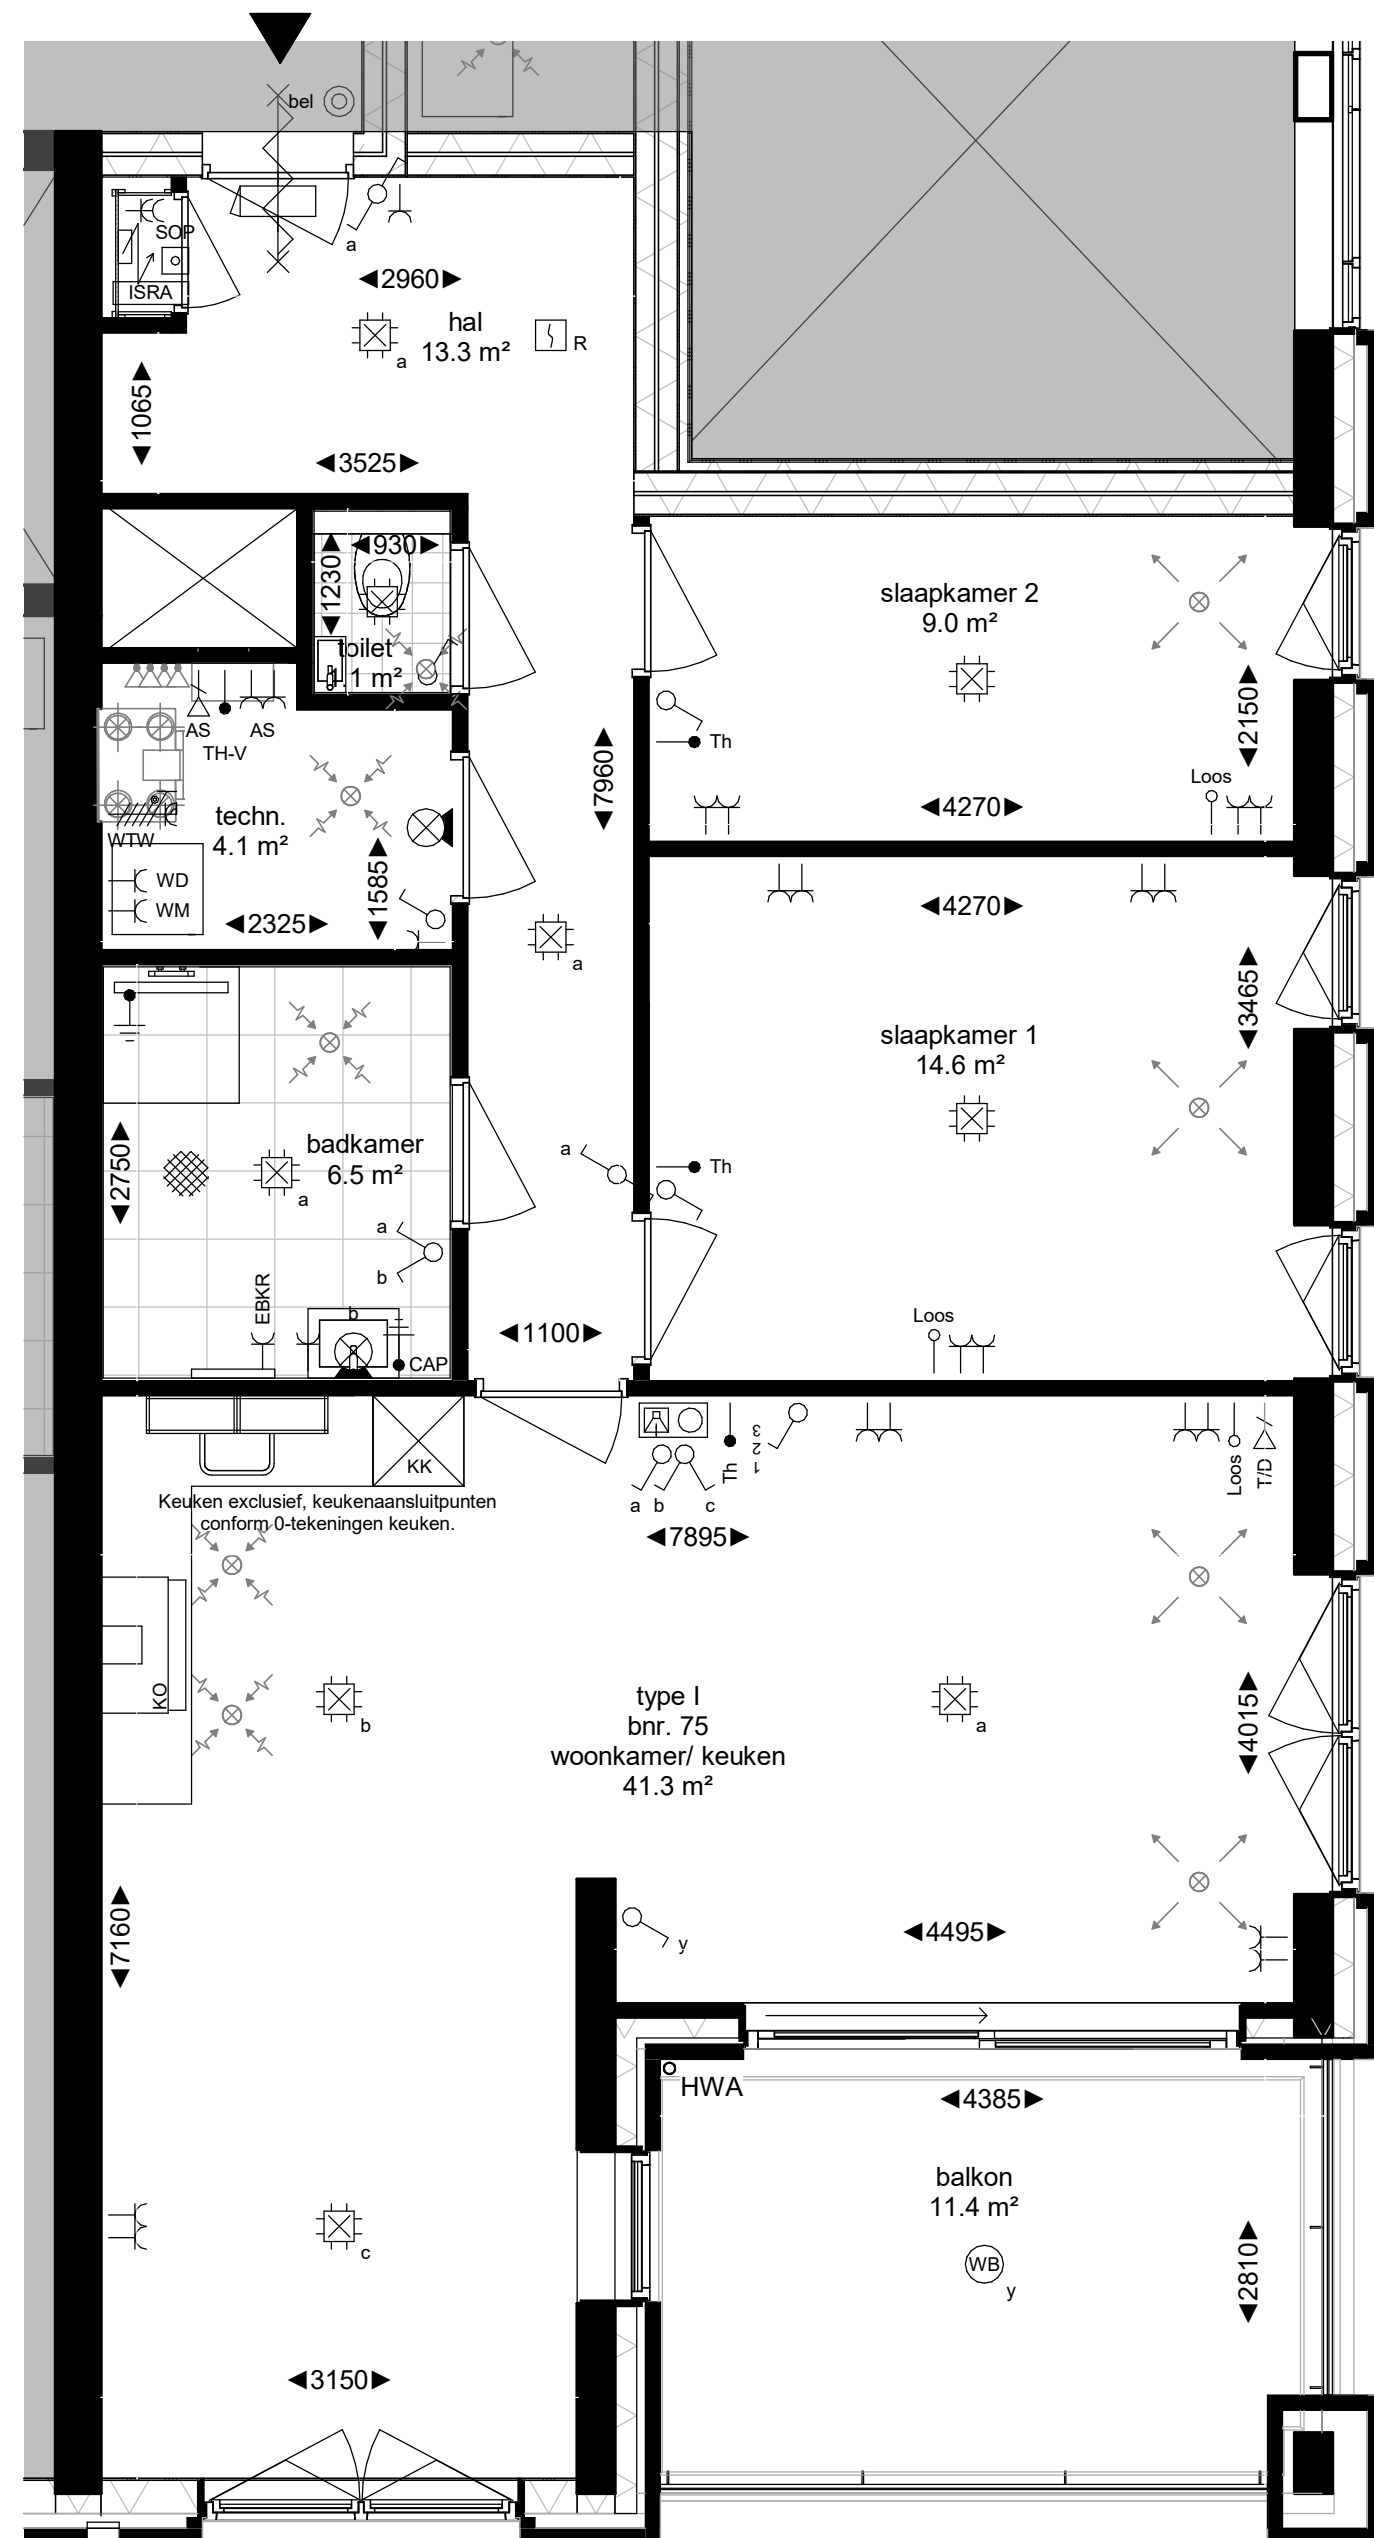 bel
SOP
ISRA
a
2960
hal
13.3 m²
a
R
1065
3525
930
1230
toilet
1.1 m²
slaapkamer 2
9.0 m²
2150
AS
AS
TH-V
Th
7960
Loos
4270
techn.
4.1 m²
WTW
1585
WD
WM
2325
4270
a
3465
slaapkamer 1
14.6 m²
badkamer
6.5 m²
a
2750
a
Th
a
b
EBKR
b
CAP
1100
Loos
KK
Keuken exclusief, keukenaansluitpunten
conform 0-tekeningen keuken.
a b c
Th
1 2 3
Loos
T/D
7895
KO
b
type I
bnr. 75
woonkamer/ keuken
41.3 m²
a
4015
7160
y
4495
HWA
4385
balkon
11.4 m²
WB
y
2810
c
3150